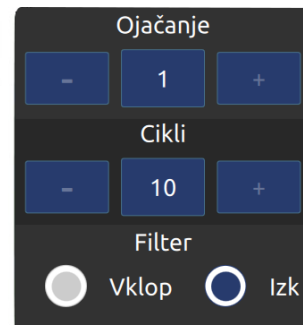 Ojačanje
- 1 +
Cikli
- 10 +
Filter
Vklop Izk